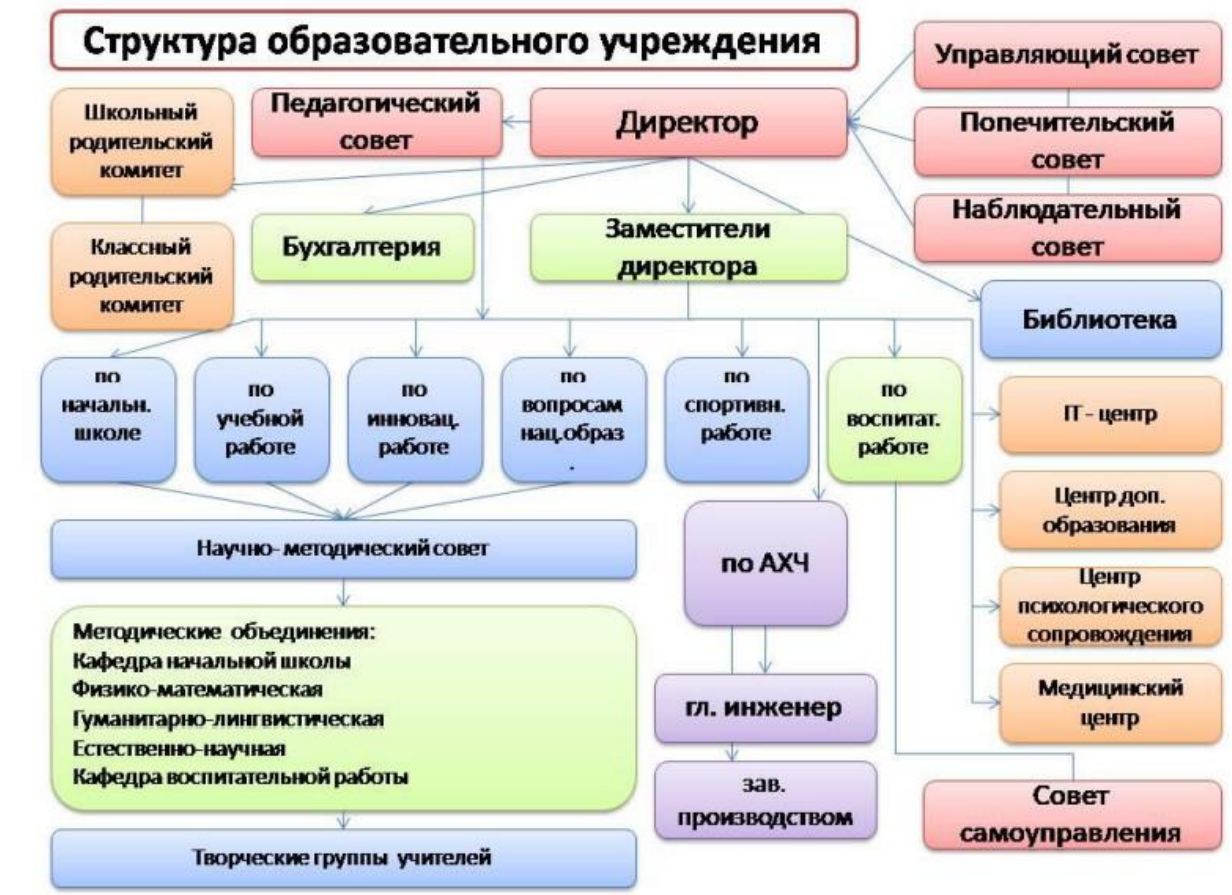 Структура образовательного учреждения
Управляющий совет
Школьный
родительский
комитет
Педагогический
совет
Директор
Попечительский
совет
Классный
родительский
комитет
Бухгалтерия
Заместители
директора
Наблюдательный
совет
Библиотека
по
начальн.
школе
по
учебной
работе
по
инновац.
работе
по
вопросам
нац.образ
.
по
спортивн.
работе
по
воспитат.
работе
IT - центр
Центр доп.
образования
Центр
психологического
сопровождения
Медицинский
центр
Научно- методический совет
по АХЧ
Методические объединения:
Кафедра начальной школы
Физико-математическая
Гуманитарно-лингвистическая
Естественно-научная
Кафедра воспитательной работы
гл. инженер
зав.
производством
Совет
самоуправления
Творческие группы учителей